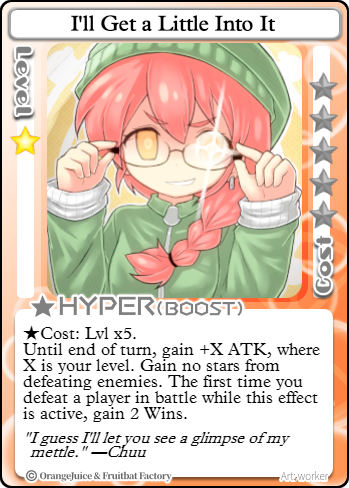 I'll Get a Little Into It
Level
Cost
★HYPER(BOOST)
★Cost: Lvl x5.
Until end of turn, gain +X ATK, where
X is your level. Gain no stars from
defeating enemies. The first time you
defeat a player in battle while this effect
is active, gain 2 Wins.
"I guess I'll let you see a glimpse of my
mettle." —Chuu
© OrangeJuice & Fruitbat Factory
Art: worker